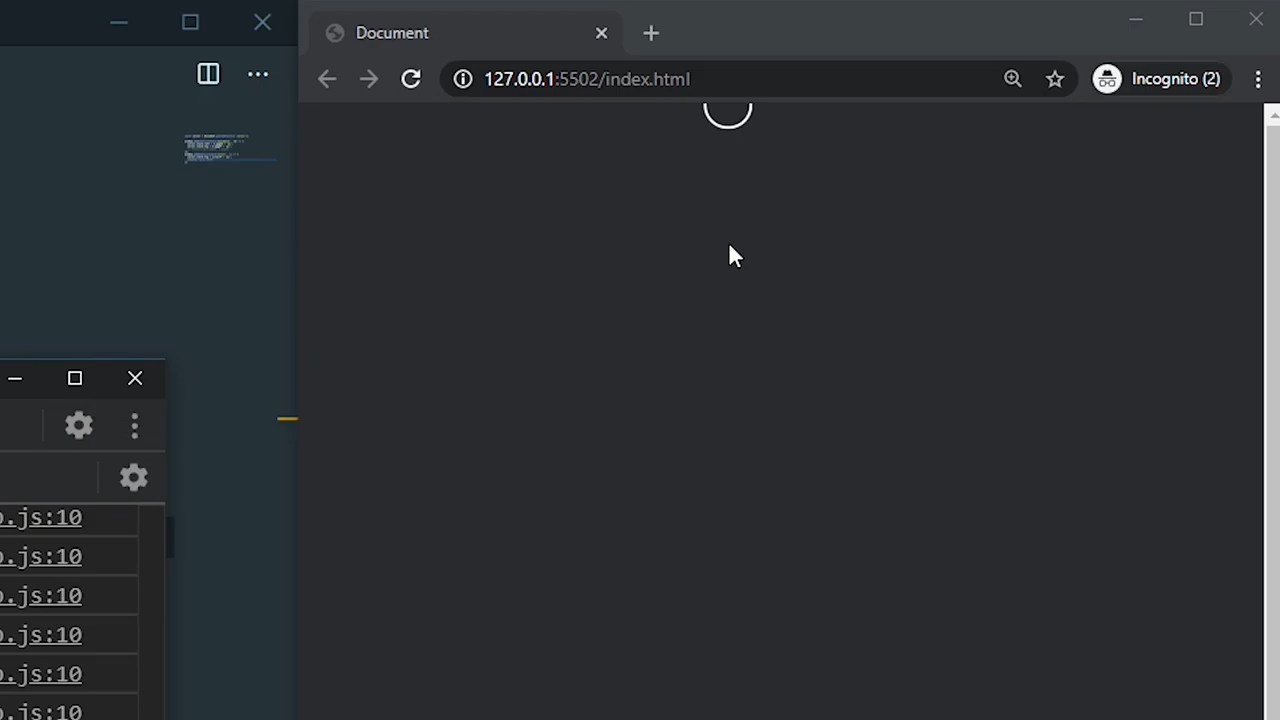 Document
127.0.0.1:5502/index.html
Incognito (2)
.js:10
.js:10
.js:10
.js:10
.js:10
.js:10